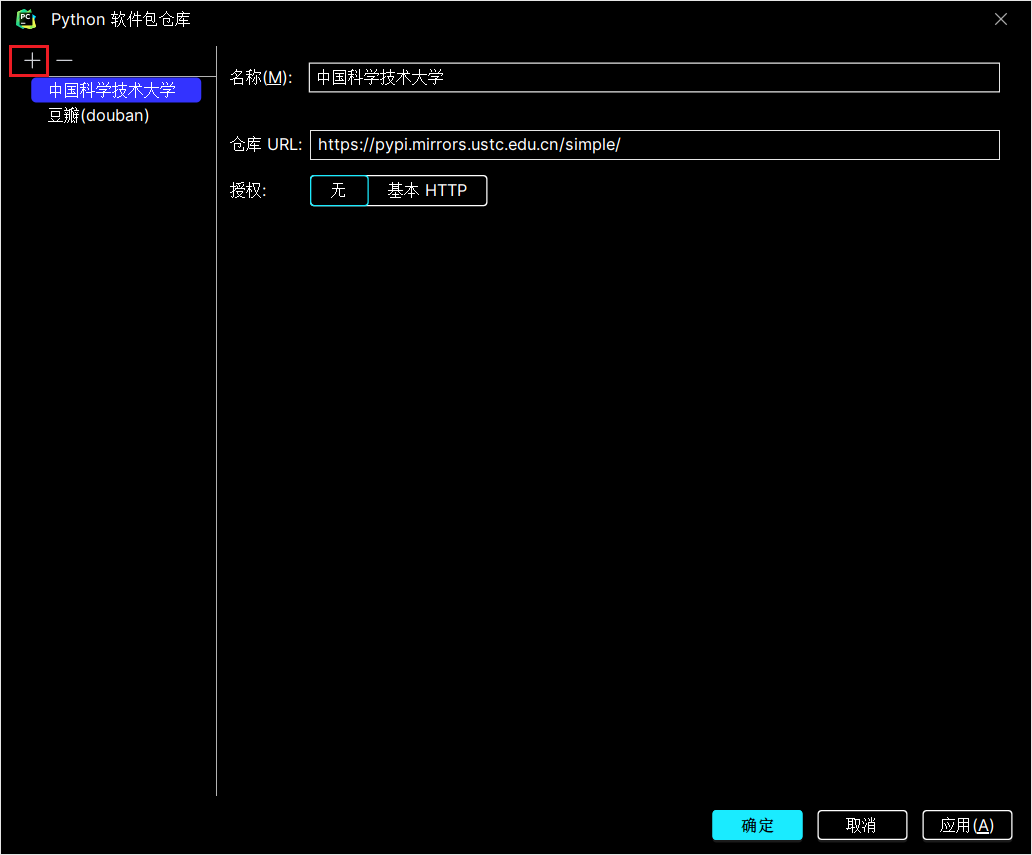 Python 软件包仓库
中国科学技术大学
豆瓣(douban)
名称(M): 中国科学技术大学
仓库 URL: https://pypi.mirrors.ustc.edu.cn/simple/
授权: 无 基本 HTTP
确定 取消 应用(A)